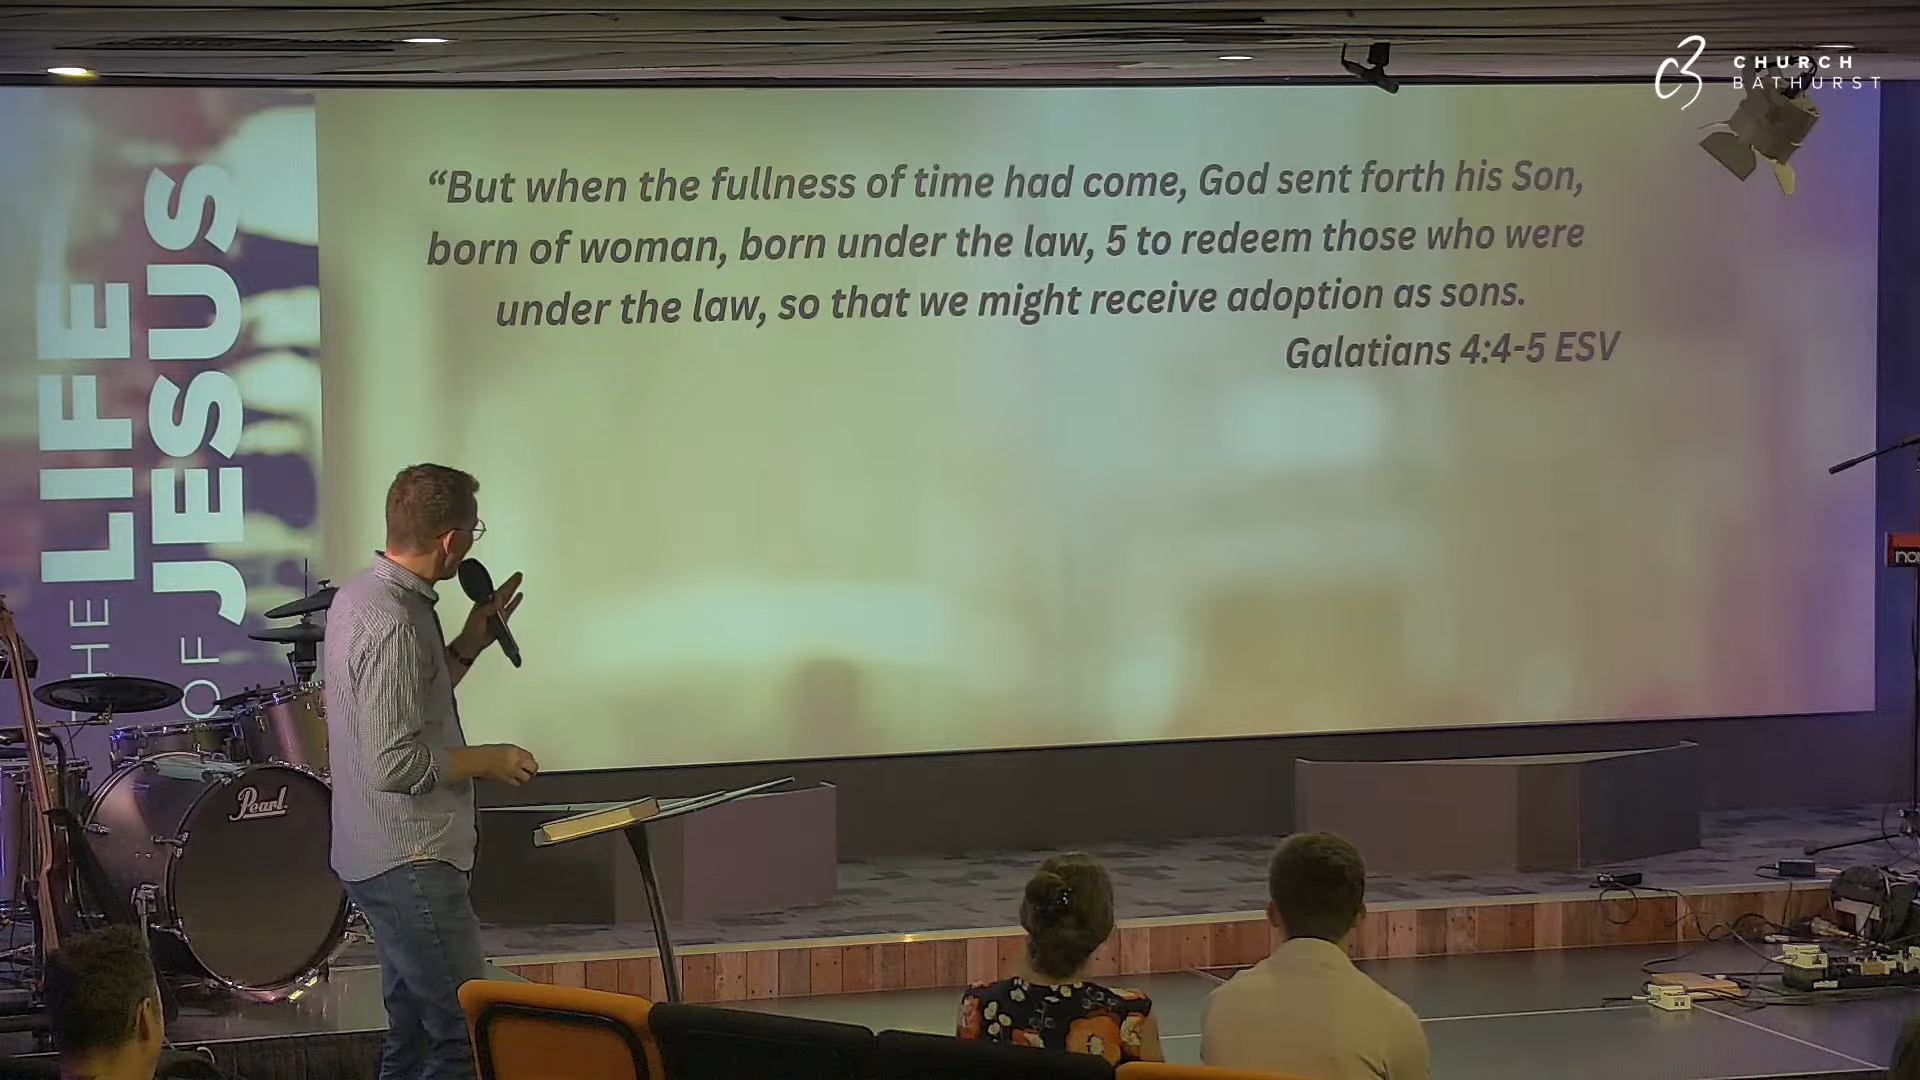 C3 CHURCH
BATHURST
THE LIFE
OF JESUS
“But when the fullness of time had come, God sent forth his Son,
born of woman, born under the law, 5 to redeem those who were
under the law, so that we might receive adoption as sons.
Galatians 4:4-5 ESV
Pearl